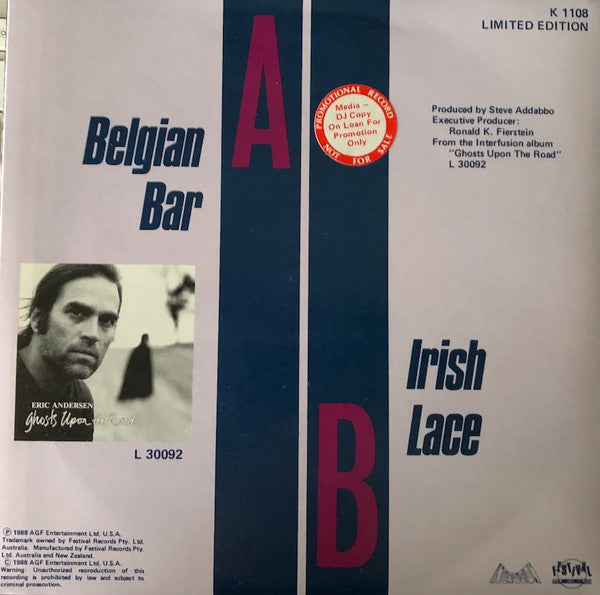 K 1108
LIMITED EDITION
A
PROMOTIONAL RECORD
Media –
DJ Copy
On Loan For
Promotion
Only
NOT FOR SALE
Produced by Steve Addabbo
Executive Producer:
Ronald K. Fierstein
From the Interfusion album
"Ghosts Upon The Road"
L 30092
Belgian
Bar
ERIC ANDERSEN
Ghosts Upon the Road
L 30092
Irish
Lace
B
Ⓟ 1988 AGF Entertainment Ltd. U.S.A.
Trademark owned by Festival Records Pty. Ltd.
Australia. Manufactured by Festival Records Pty.
Ltd. Australia and New Zealand.
© 1988 AGF Entertainment Ltd. U.S.A.
Warning: Unauthorized reproduction of this
recording is prohibited by law and subject to
criminal prosecution.
FESTIVAL